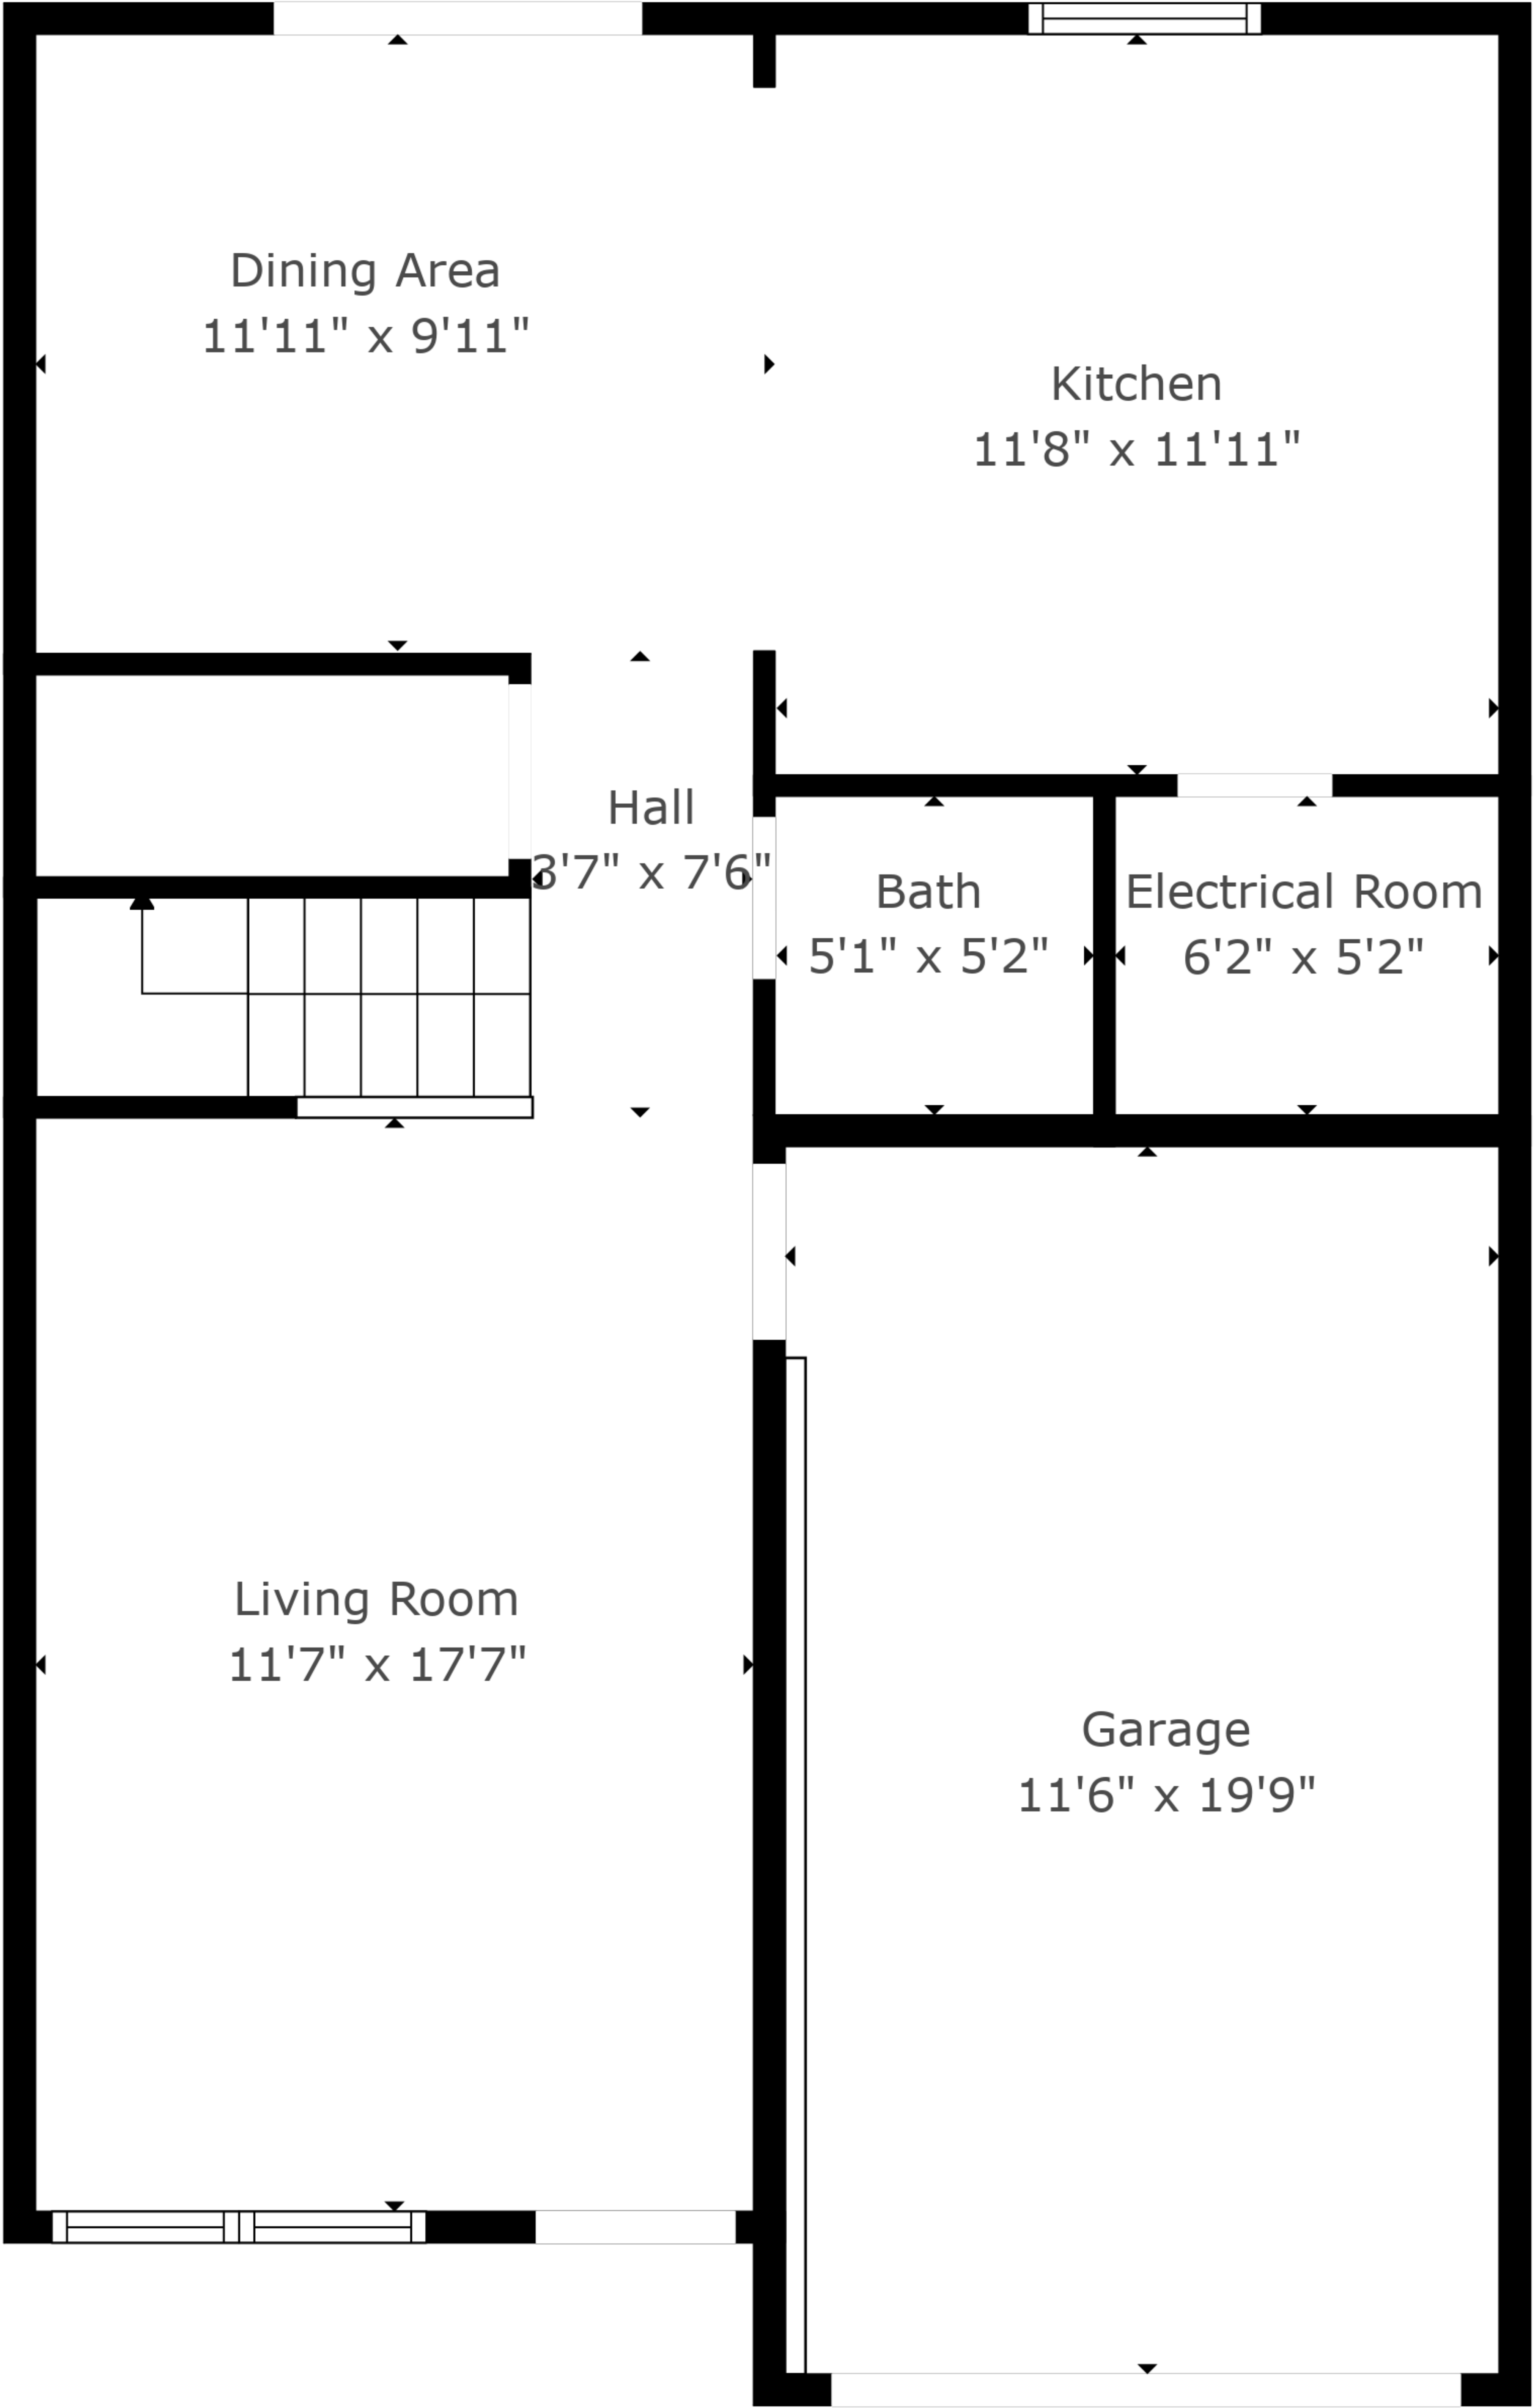 Dining Area
11'11" x 9'11"
Kitchen
11'8" x 11'11"
Hall
3'7" x 7'6"
Bath
5'1" x 5'2"
Electrical Room
6'2" x 5'2"
Living Room
11'7" x 17'7"
Garage
11'6" x 19'9"